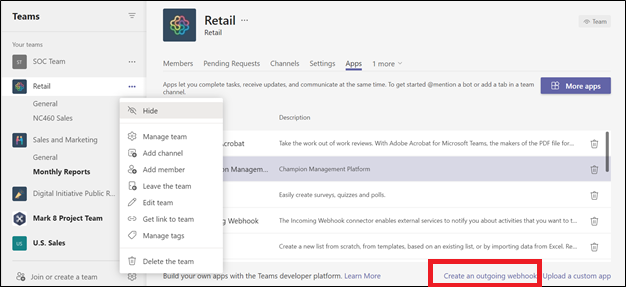 Teams
Your teams
SOC Team
Retail
General
NC460 Sales
Sales and Marketing
General
Monthly Reports
Digital Initiative Public R...
Mark 8 Project Team
U.S. Sales
Join or create a team
Hide
Manage team
Add channel
Add member
Leave the team
Edit team
Get link to team
Manage tags
Delete the team
Retail ...
Retail
Team
Members Pending Requests Channels Settings Apps 1 more
Apps let you complete tasks, receive updates, and communicate at the same time. To get started @mention a bot or add a tab in a team
channel.
More apps
Description
Acrobat Take the work out of work reviews. With Adobe Acrobat for Microsoft Teams, the makers of the PDF file for...
on Managem... Champion Management Platform
Easily create surveys, quizzes and polls.
Webhook The Incoming Webhook connector enables external services to notify you about activities that you want to t...
Create a new list from scratch, from templates, based on an existing list, or by importing data from Excel. Re...
Build your own apps with the Teams developer platform. Learn More Create an outgoing webhook Upload a custom app